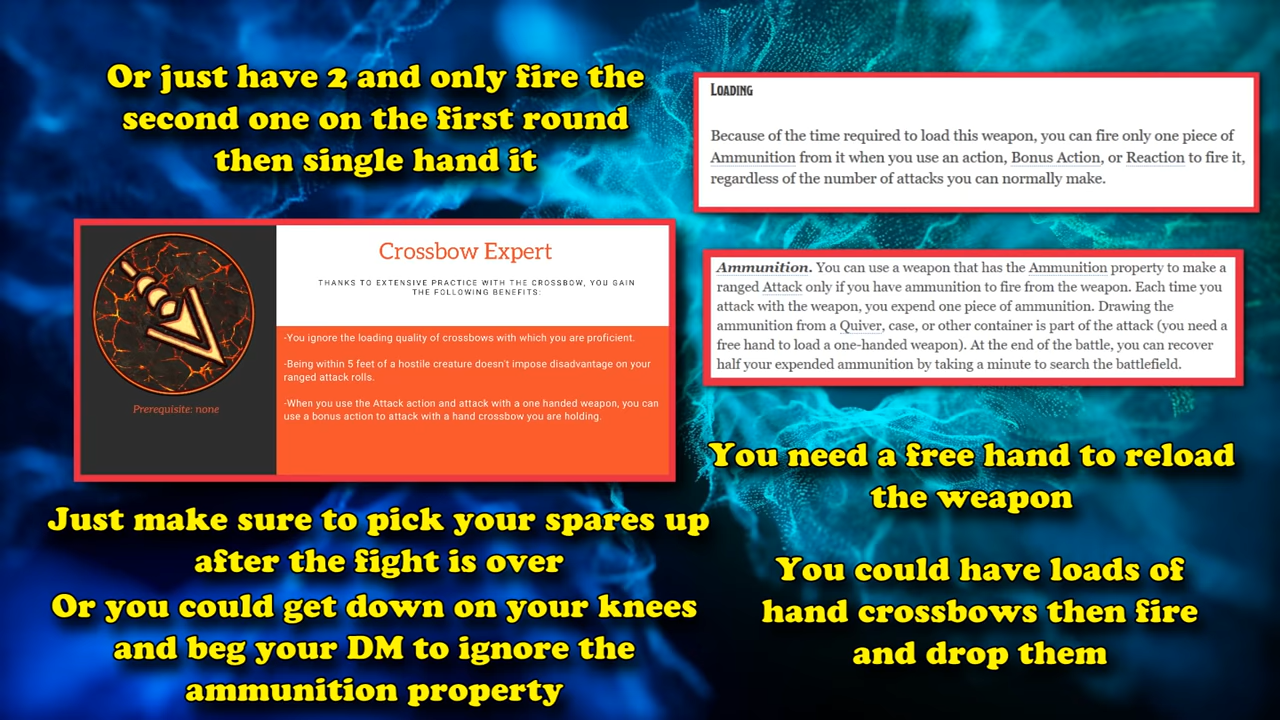 Or just have 2 and only fire the
second one on the first round
then single hand it
LOADING
Because of the time required to load this weapon, you can fire only one piece of
Ammunition from it when you use an action, Bonus Action, or Reaction to fire it,
regardless of the number of attacks you can normally make.
Crossbow Expert
THANKS TO EXTENSIVE PRACTICE WITH THE CROSSBOW, YOU GAIN
THE FOLLOWING BENEFITS:
-You ignore the loading quality of crossbows with which you are proficient.
-Being within 5 feet of a hostile creature doesn't impose disadvantage on your
ranged attack rolls.
-When you use the Attack action and attack with a one handed weapon, you can
use a bonus action to attack with a hand crossbow you are holding.
Prerequisite: none
Ammunition. You can use a weapon that has the Ammunition property to make a
ranged Attack only if you have ammunition to fire from the weapon. Each time you
attack with the weapon, you expend one piece of ammunition. Drawing the
ammunition from a Quiver, case, or other container is part of the attack (you need a
free hand to load a one-handed weapon). At the end of the battle, you can recover
half your expended ammunition by taking a minute to search the battlefield.
You need a free hand to reload
the weapon
Just make sure to pick your spares up
after the fight is over
Or you could get down on your knees
and beg your DM to ignore the
ammunition property
You could have loads of
hand crossbows then fire
and drop them